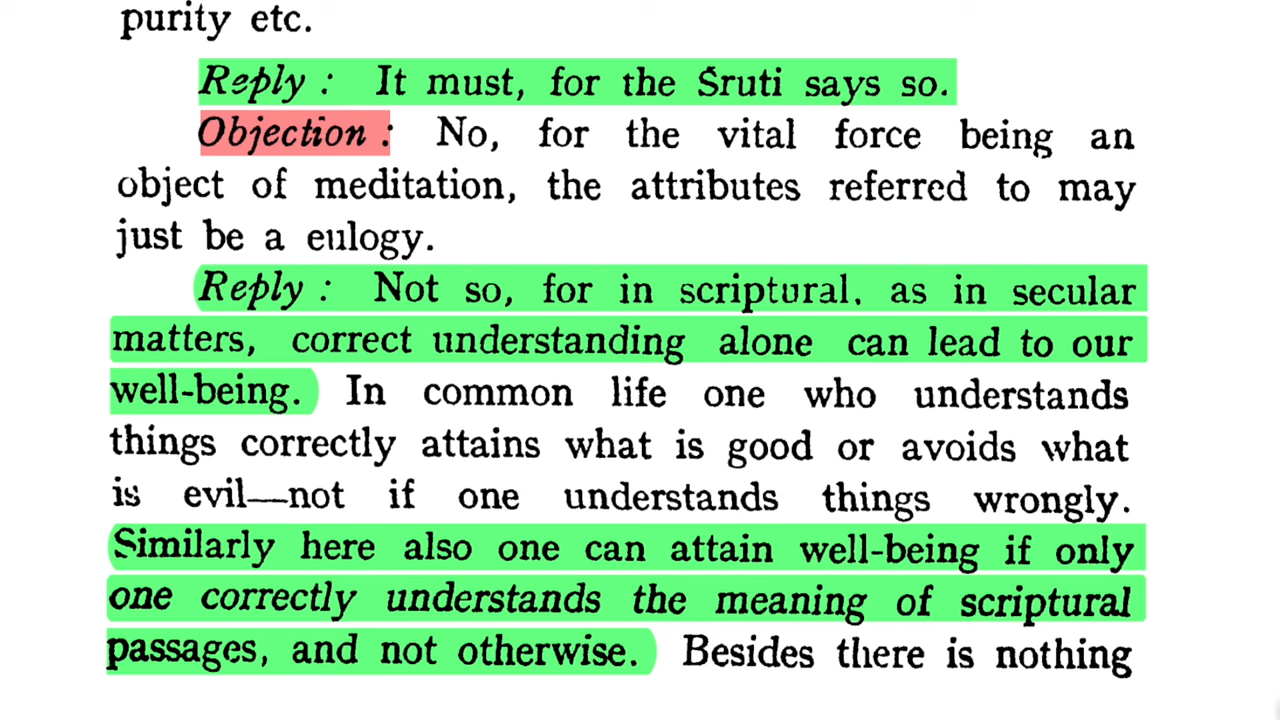 purity etc.
Reply : It must, for the Śruti says so.
Objection : No, for the vital force being an
object of meditation, the attributes referred to may
just be a eulogy.
Reply : Not so, for in scriptural, as in secular
matters, correct understanding alone can lead to our
well-being. In common life one who understands
things correctly attains what is good or avoids what
is evil—not if one understands things wrongly.
Similarly here also one can attain well-being if only
one correctly understands the meaning of scriptural
passages, and not otherwise. Besides there is nothing